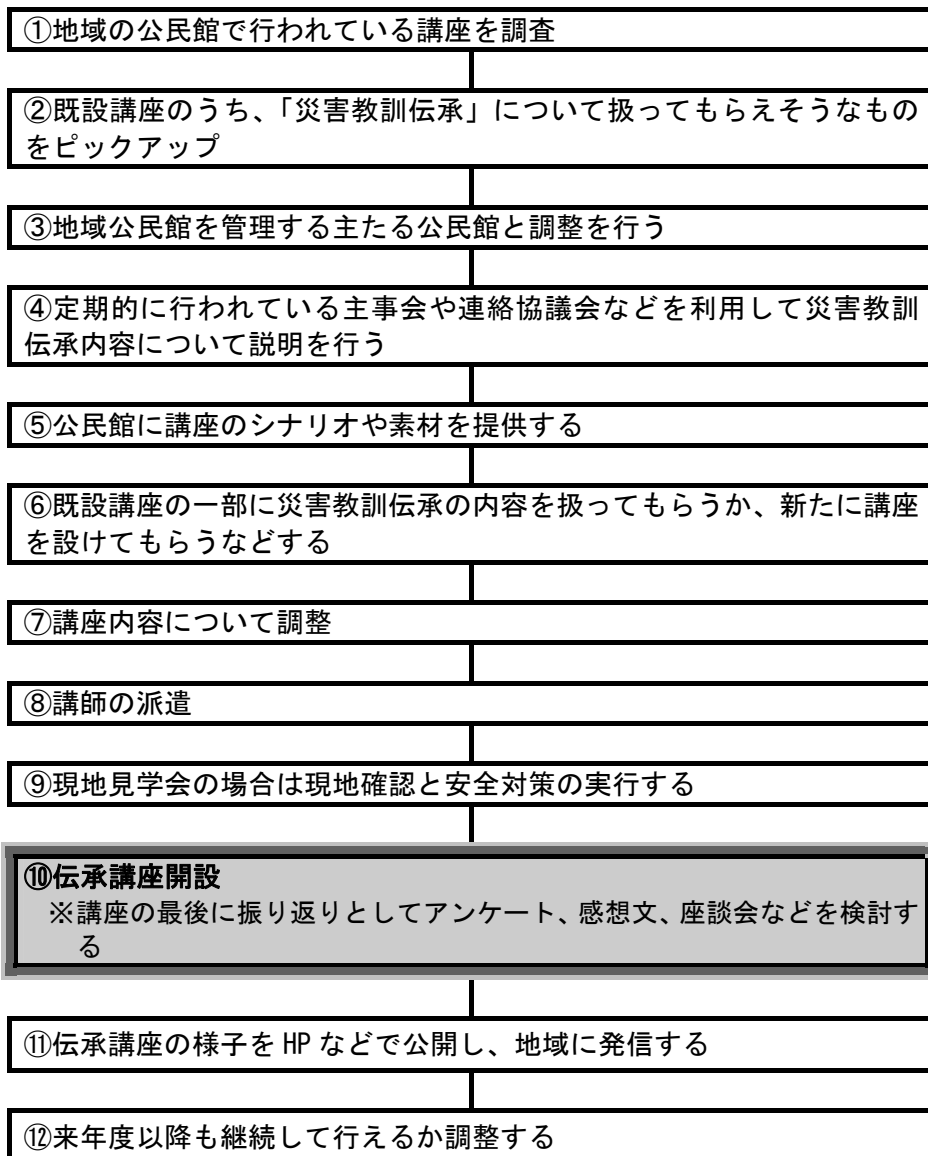 ①地域の公民館で行われている講座を調査
②既設講座のうち、「災害教訓伝承」について扱ってもらえそうなもの
をピックアップ
③地域公民館を管理する主たる公民館と調整を行う
④定期的に行われている主事会や連絡協議会などを利用して災害教訓
伝承内容について説明を行う
⑤公民館に講座のシナリオや素材を提供する
⑥既設講座の一部に災害教訓伝承の内容を扱ってもらうか、新たに講座
を設けてもらうなどする
⑦講座内容について調整
⑧講師の派遣
⑨現地見学会の場合は現地確認と安全対策の実行する
⑩伝承講座開設
※講座の最後に振り返りとしてアンケート、感想文、座談会などを検討す
る
⑪伝承講座の様子を HP などで公開し、地域に発信する
⑫来年度以降も継続して行えるか調整する